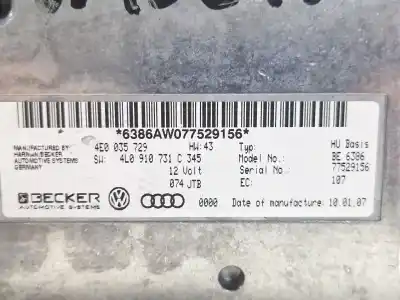 *6386AW077529156*
MANUFACTURED BY: 4E0 035 729 HW:43 Typ: HU Basis
HARMAN/BECKER SW: 4L0 910 731 C 345 Model No.: BE 6386
AUTOMOTIVE SYSTEMS 12 Volt Serial No.: 77529156
GERMANY 074 JTB EC: 107
BECKER
AUTOMOTIVE SYSTEMS 0000 Date of manufacture: 10.01.07